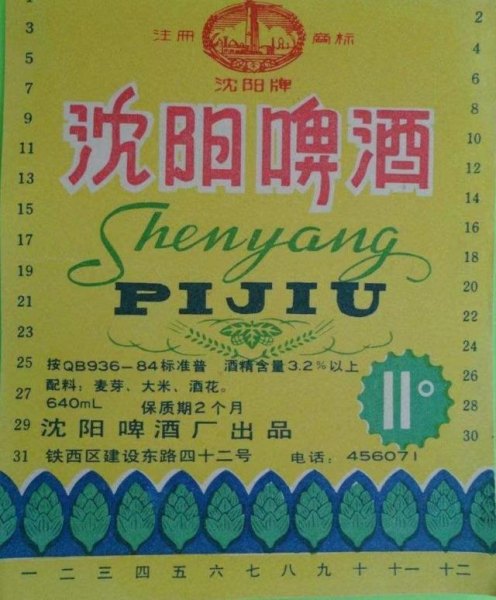 注册 商标
沈阳牌
沈阳啤酒
Shenyang
PIJIU
按QB936-84标准普 酒精含量3.2%以上
配料：麦芽、大米、酒花。
640mL 保质期2个月
11°
沈阳啤酒厂出品
铁西区建设东路四十二号 电话：456071
3
5
7
9
11
13
15
17
19
21
23
25
27
29
31
2
4
6
8
10
12
14
16
18
20
22
24
26
28
30
一 二 三 四 五 六 七 八 九 十 十一 十二